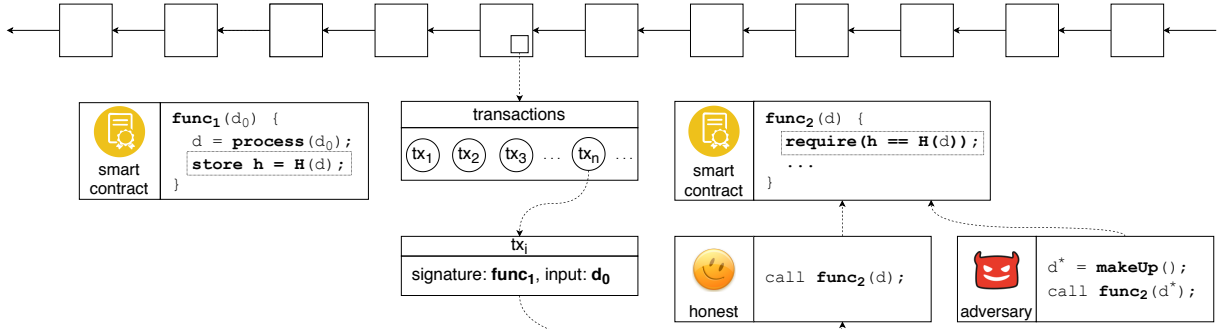 func₁(d₀) {
d = process(d₀);
store h = H(d);
}
smart
contract
transactions
tx₁ tx₂ tx₃ ... txₙ ...
txᵢ
signature: func₁, input: d₀
func₂(d) {
require(h == H(d));
...
}
smart
contract
call func₂(d);
honest
d* = makeUp();
call func₂(d*);
adversary